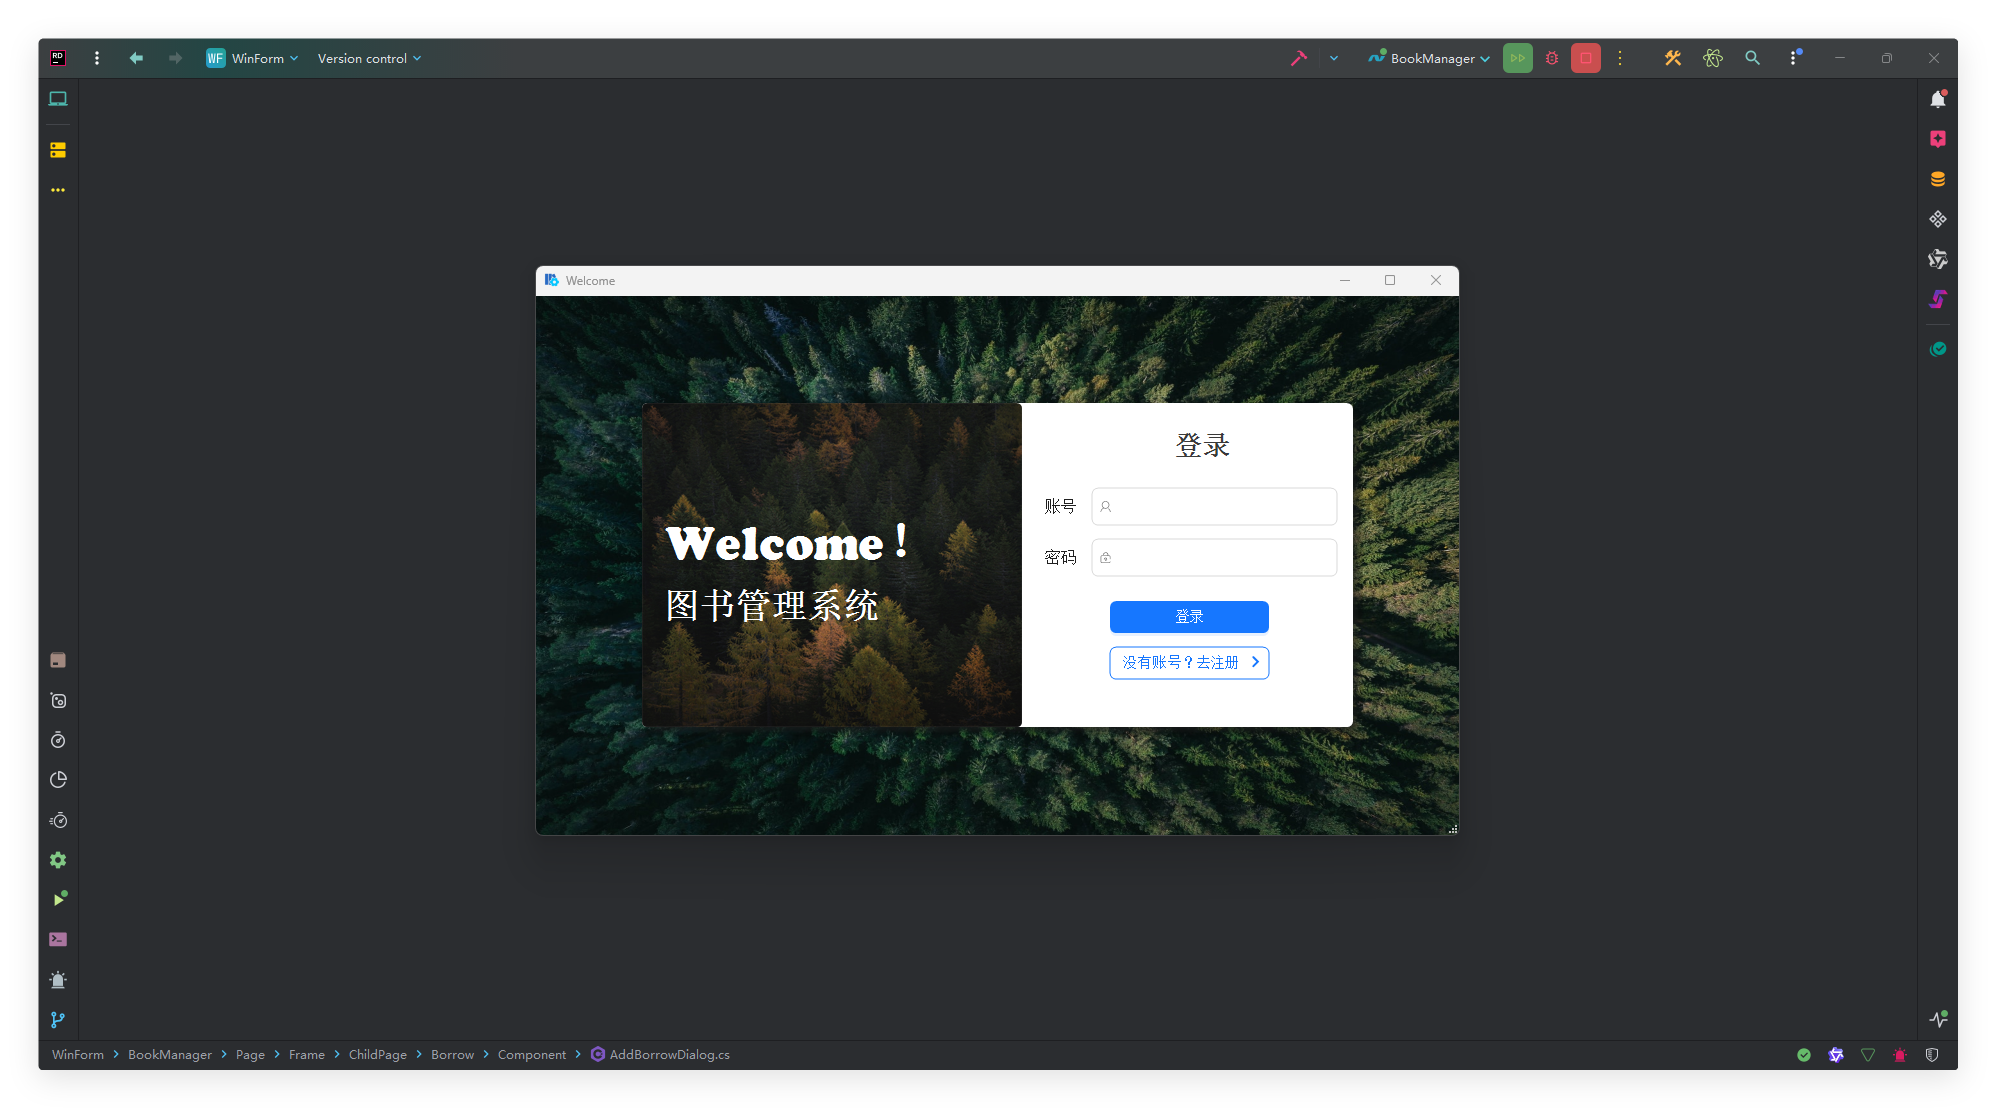 RD
WF WinForm
Version control
BookManager
Welcome
登录
账号
密码
Welcome！
图书管理系统
登录
没有账号？去注册
WinForm
BookManager
Page
Frame
ChildPage
Borrow
Component
AddBorrowDialog.cs